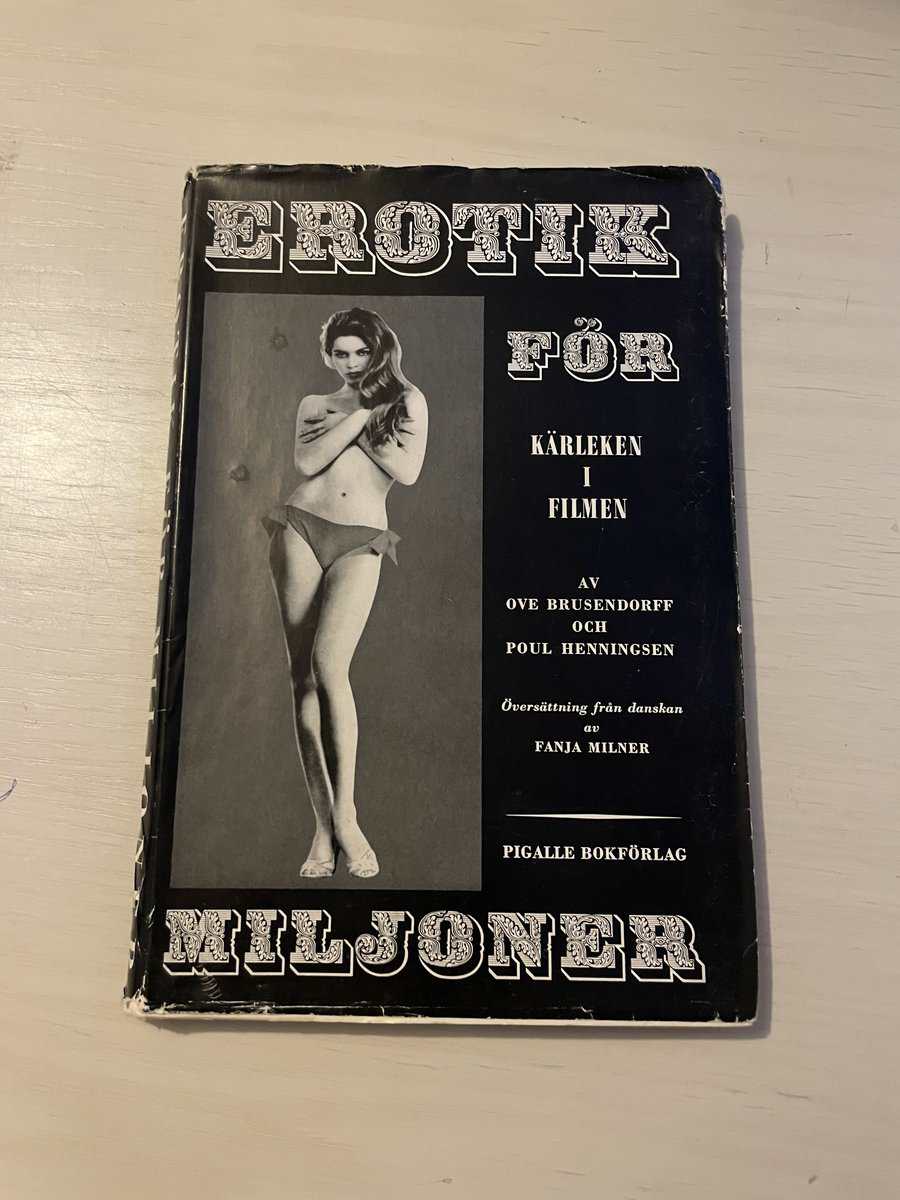 EROTIK
FÖR
KÄRLEKEN
I
FILMEN
AV
OVE BRUSENDORFF
OCH
POUL HENNINGSEN
Översättning från danskan
av
FANJA MILNER
PIGALLE BOKFÖRLAG
MILJONER